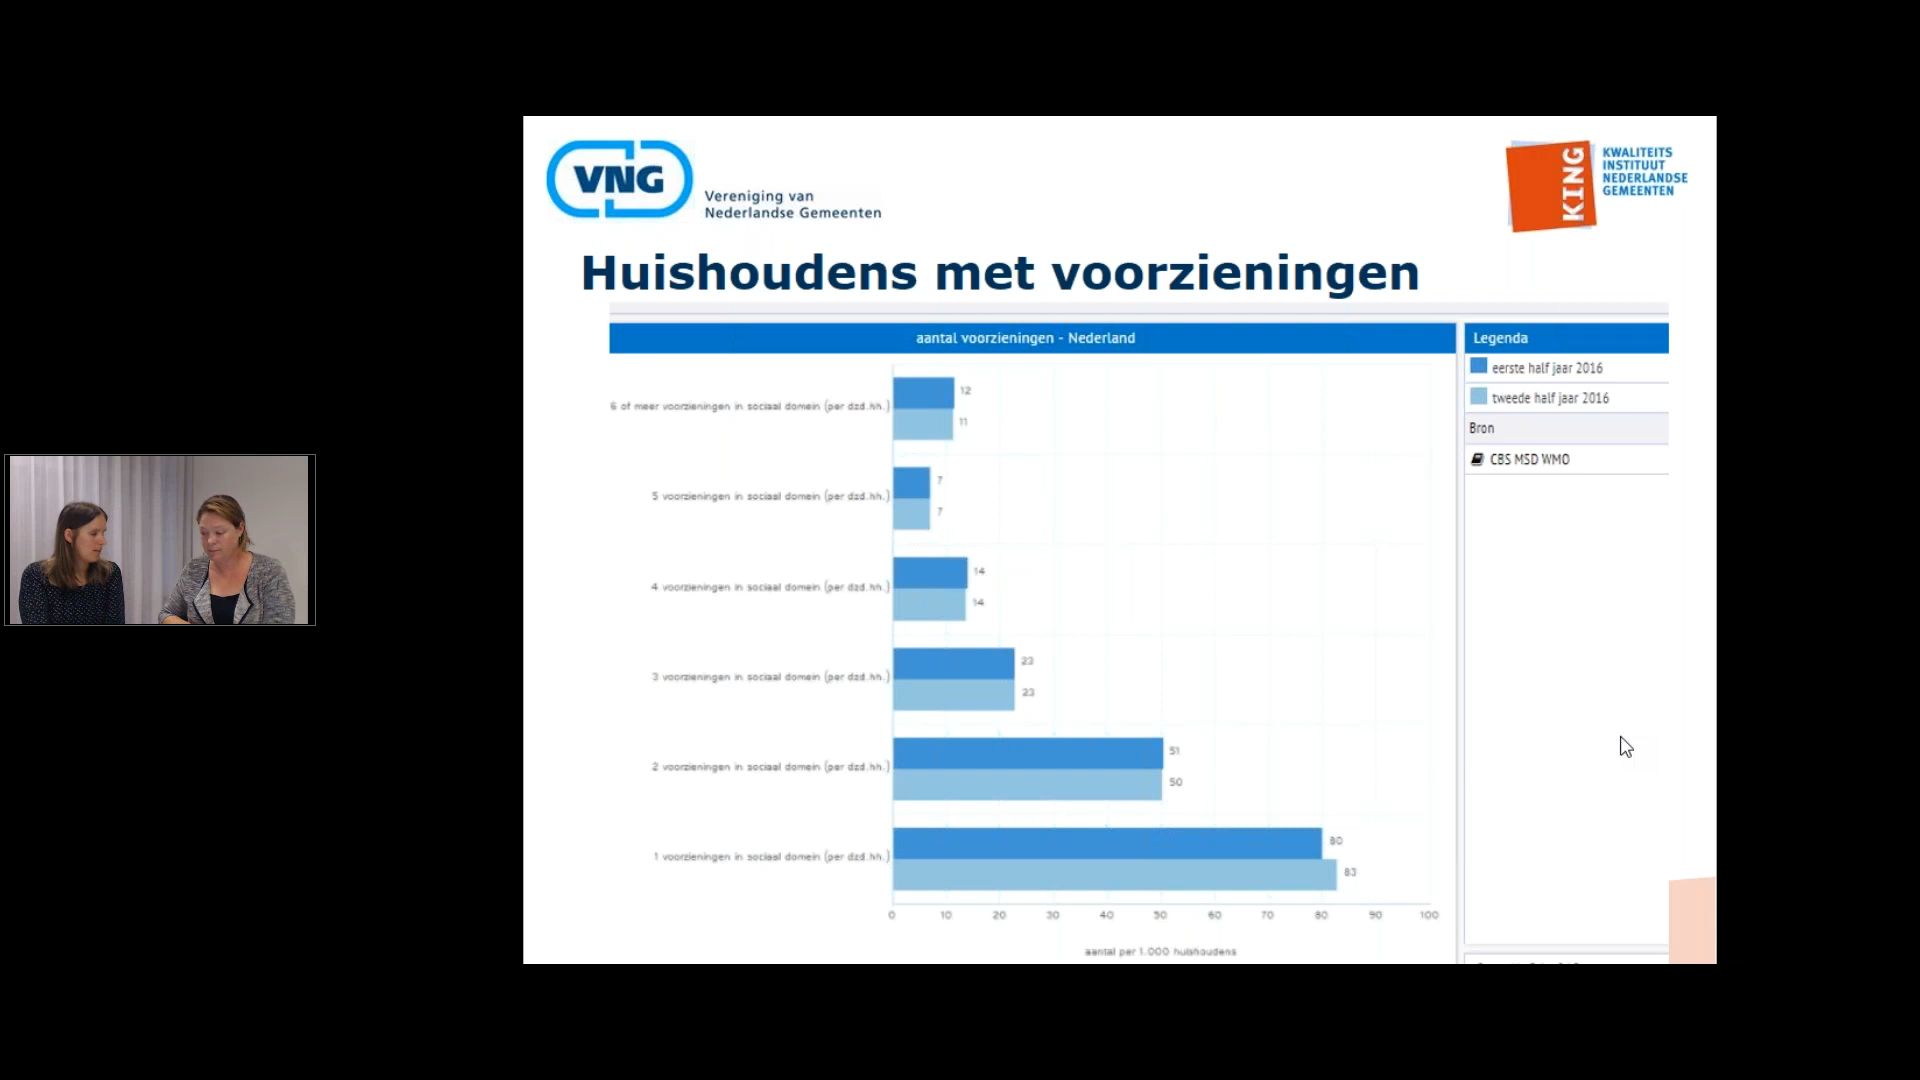 VNG
Vereniging van
Nederlandse Gemeenten
KING
KWALITEITS
INSTITUUT
NEDERLANDSE
GEMEENTEN
Huishoudens met voorzieningen
aantal voorzieningen - Nederland
6 of meer voorzieningen in sociaal domein (per dzd.hh.)
12
11
5 voorzieningen in sociaal domein (per dzd.hh.)
7
7
4 voorzieningen in sociaal domein (per dzd.hh.)
14
14
3 voorzieningen in sociaal domein (per dzd.hh.)
23
23
2 voorzieningen in sociaal domein (per dzd.hh.)
51
50
1 voorzieningen in sociaal domein (per dzd.hh.)
80
83
0 10 20 30 40 50 60 70 80 90 100
aantal per 1.000 huishoudens
Legenda
eerste half jaar 2016
tweede half jaar 2016
Bron
CBS MSD WMO